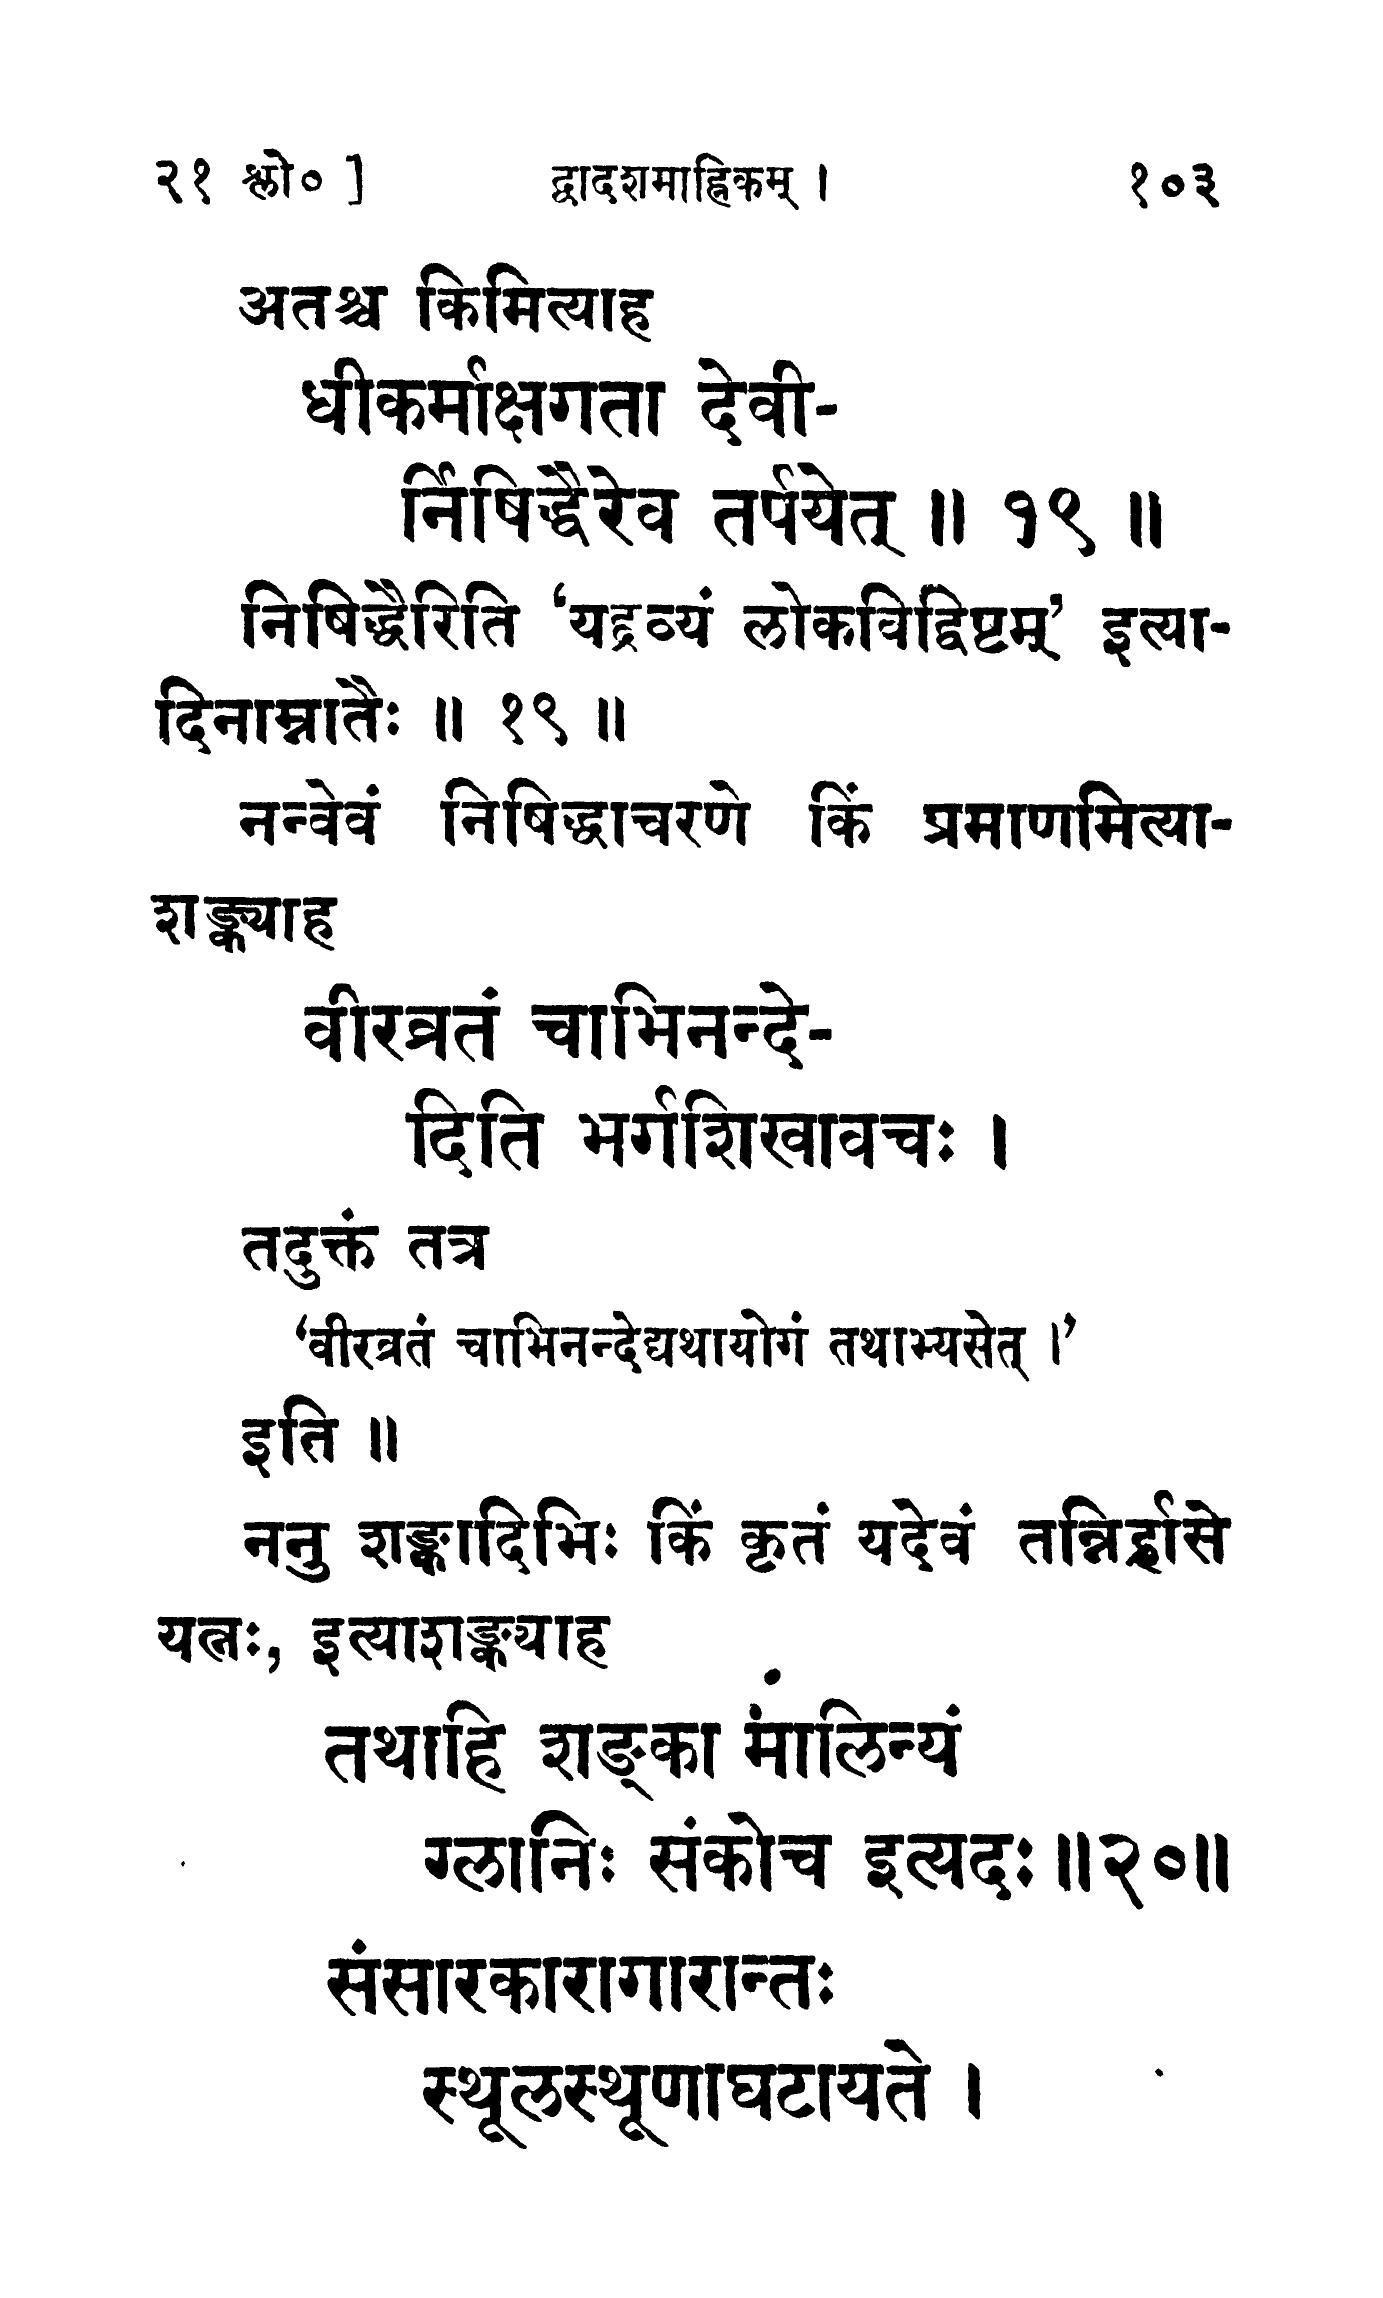 २१ श्लो० ] द्वादशमाह्निकम् । १०३
अतश्च किमित्याह
धीकर्माक्षगता देवी-
र्निषिद्धैरेव तर्पयेत् ॥ १९ ॥
निषिद्धैरिति ‘यद्रव्यं लोकविद्विष्टम्’ इत्या-
दिनाम्नातैः ॥ १९ ॥
नन्वेवं निषिद्धाचरणे किं प्रमाणमित्या-
शङ्क्याह
वीरव्रतं चाभिनन्दे-
दिति भर्गशिखावचः ।
तदुक्तं तत्र
‘वीरव्रतं चाभिनन्देद्यथायोगं तथाभ्यसेत् ।’
इति ॥
ननु शङ्कादिभिः किं कृतं यदेवं तन्निर्ह्रासे
यत्नः, इत्याशङ्क्याह
तथाहि शङ्का मालिन्यं
ग्लानिः संकोच इत्यदः॥२०॥
संसारकारागारान्तः
स्थूलस्थूणाघटायते ।